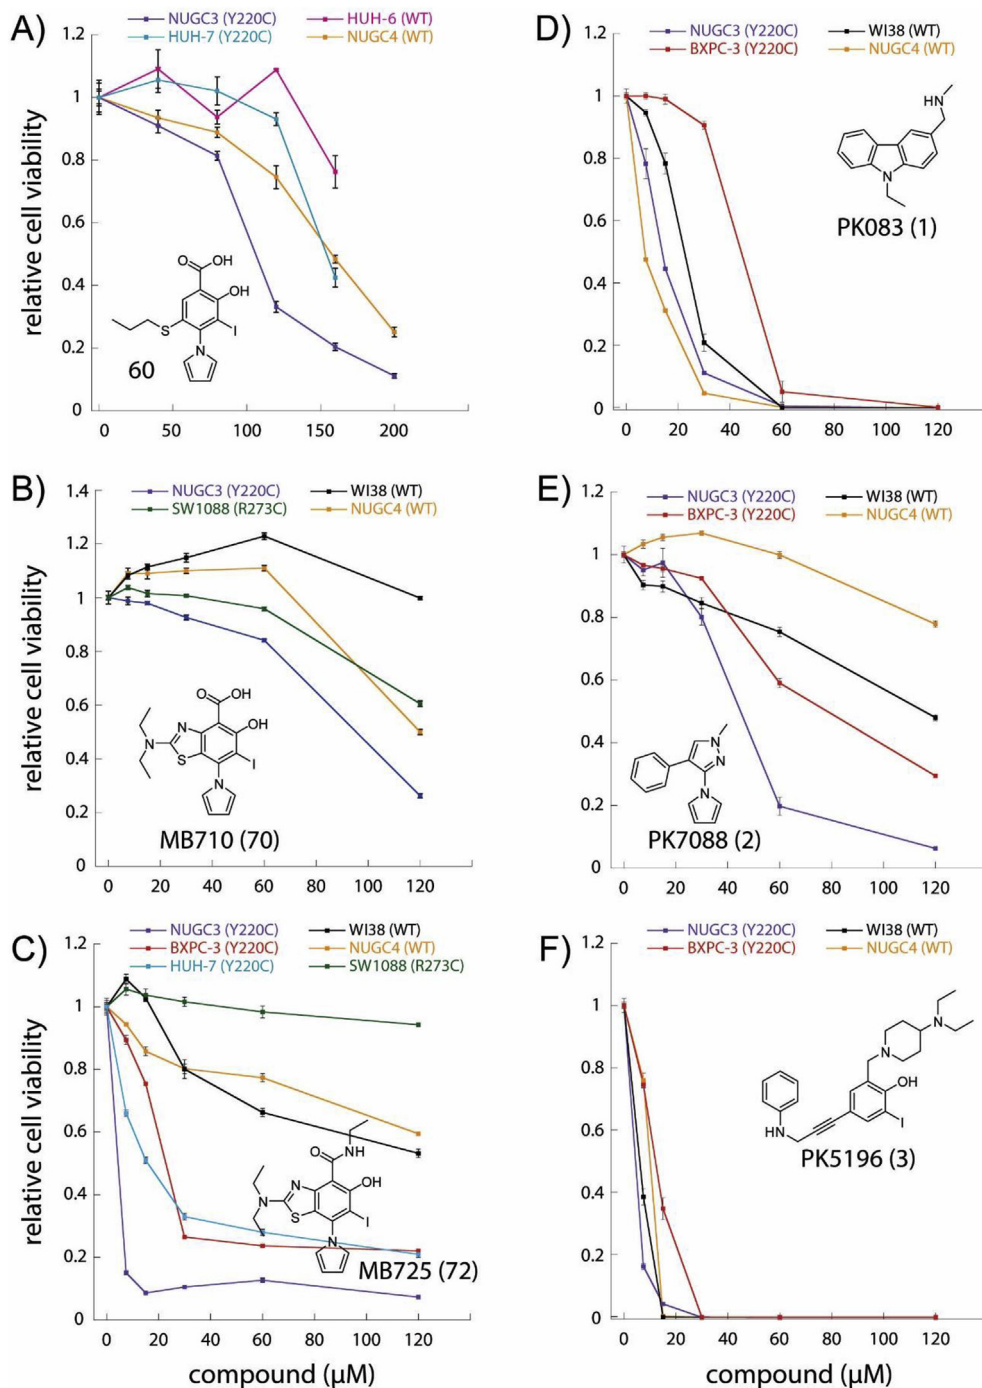 A)
NUGC3 (Y220C)
HUH-7 (Y220C)
HUH-6 (WT)
NUGC4 (WT)
relative cell viability
1.2
1
0.8
0.6
0.4
0.2
0
0
50
100
150
200
O
OH
OH
S
I
N
60
B)
NUGC3 (Y220C)
SW1088 (R273C)
WI38 (WT)
NUGC4 (WT)
relative cell viability
1.4
1.2
1
0.8
0.6
0.4
0.2
0
0
20
40
60
80
100
120
O
OH
N
OH
N
S
I
N
MB710 (70)
C)
NUGC3 (Y220C)
BXPC-3 (Y220C)
HUH-7 (Y220C)
WI38 (WT)
NUGC4 (WT)
SW1088 (R273C)
relative cell viability
1.2
1
0.8
0.6
0.4
0.2
0
0
20
40
60
80
100
120
O
NH
N
OH
N
S
I
N
MB725 (72)
compound (μM)
D)
NUGC3 (Y220C)
BXPC-3 (Y220C)
WI38 (WT)
NUGC4 (WT)
1.2
1
0.8
0.6
0.4
0.2
0
0
20
40
60
80
100
120
HN
N
PK083 (1)
E)
NUGC3 (Y220C)
BXPC-3 (Y220C)
WI38 (WT)
NUGC4 (WT)
1.2
1
0.8
0.6
0.4
0.2
0
0
20
40
60
80
100
120
N
N
N
PK7088 (2)
F)
NUGC3 (Y220C)
BXPC-3 (Y220C)
WI38 (WT)
NUGC4 (WT)
1.2
1
0.8
0.6
0.4
0.2
0
0
20
40
60
80
100
120
N
N
OH
I
HN
PK5196 (3)
compound (μM)